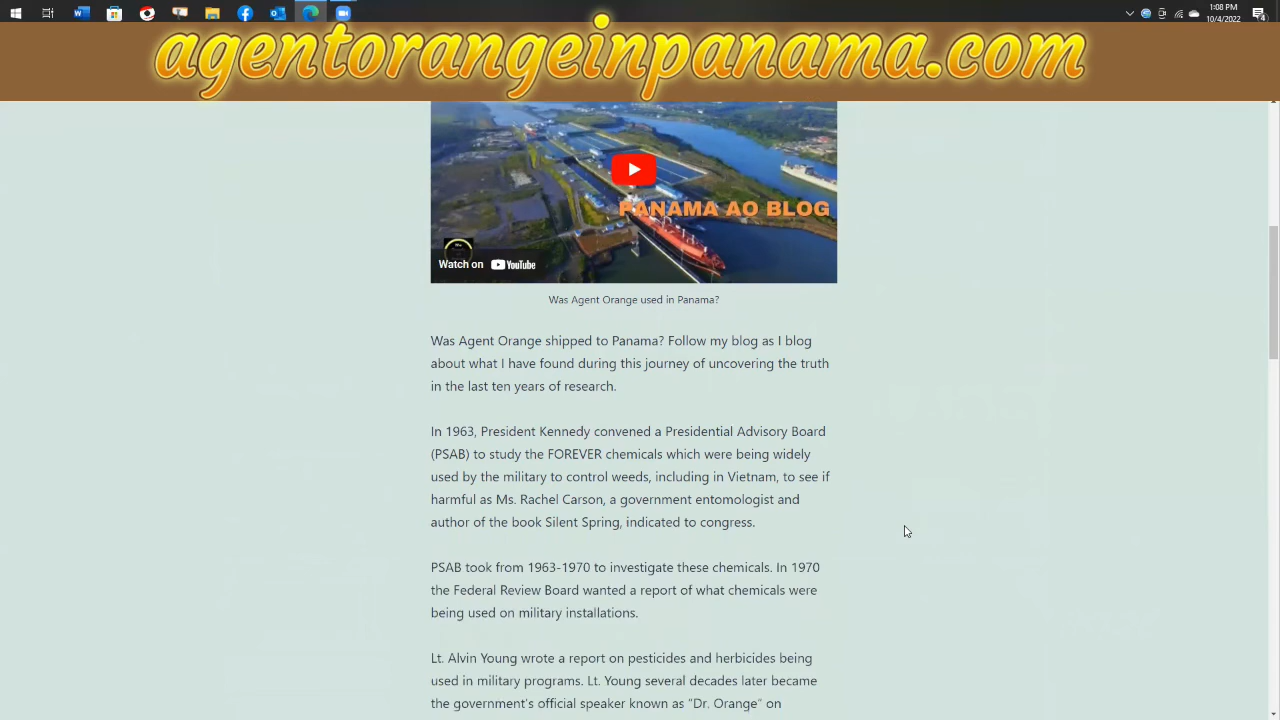 1:08 PM
10/4/2022
agentorangeinpanama.com
PANAMA AO BLOG
Watch on YouTube
Was Agent Orange used in Panama?
Was Agent Orange shipped to Panama? Follow my blog as I blog
about what I have found during this journey of uncovering the truth
in the last ten years of research.
In 1963, President Kennedy convened a Presidential Advisory Board
(PSAB) to study the FOREVER chemicals which were being widely
used by the military to control weeds, including in Vietnam, to see if
harmful as Ms. Rachel Carson, a government entomologist and
author of the book Silent Spring, indicated to congress.
PSAB took from 1963-1970 to investigate these chemicals. In 1970
the Federal Review Board wanted a report of what chemicals were
being used on military installations.
Lt. Alvin Young wrote a report on pesticides and herbicides being
used in military programs. Lt. Young several decades later became
the government's official speaker known as "Dr. Orange" on